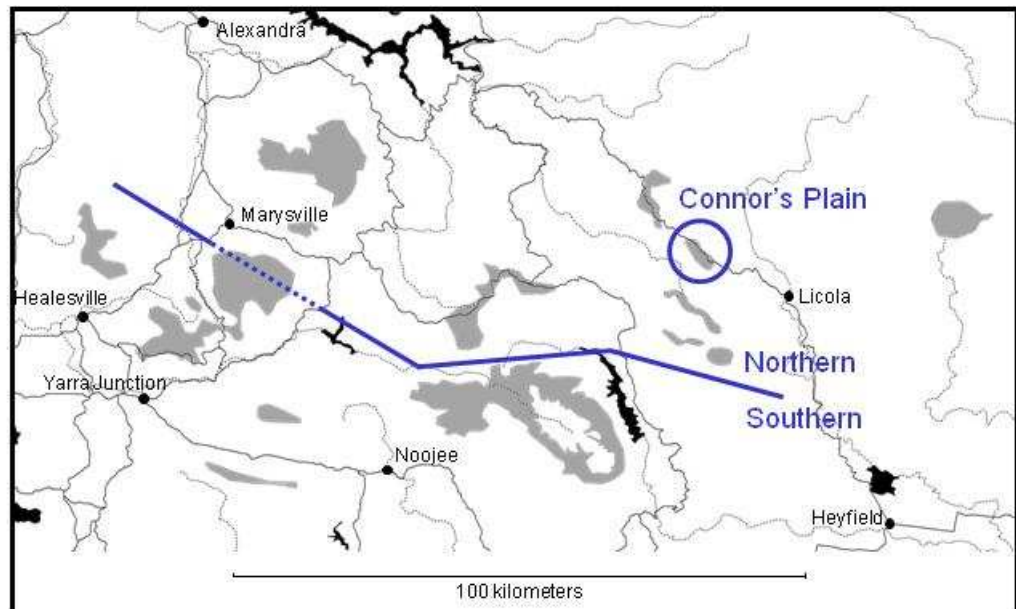 Alexandra
Connor's Plain
Marysville
Licola
Healesville
Northern
Yarra Junction
Southern
Noojee
Heyfield
100 kilometers